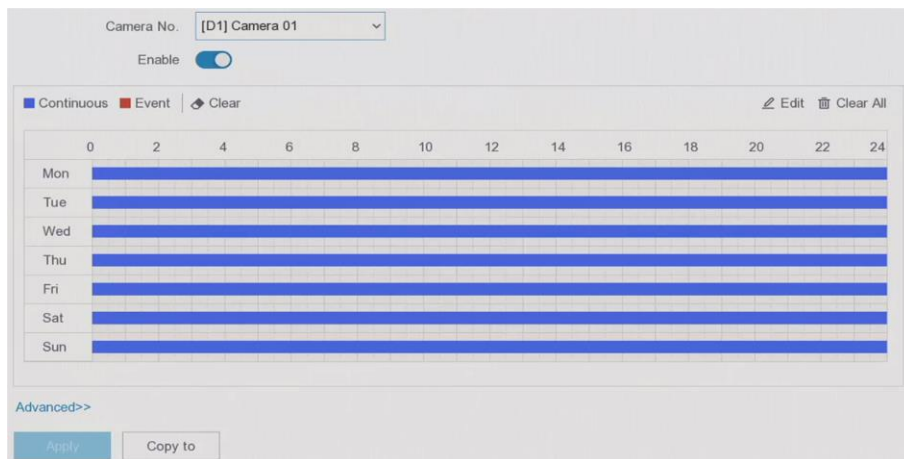 Camera No. [D1] Camera 01
Enable
Continuous Event Clear Edit Clear All
0 2 4 6 8 10 12 14 16 18 20 22 24
Mon
Tue
Wed
Thu
Fri
Sat
Sun
Advanced>>
Apply Copy to